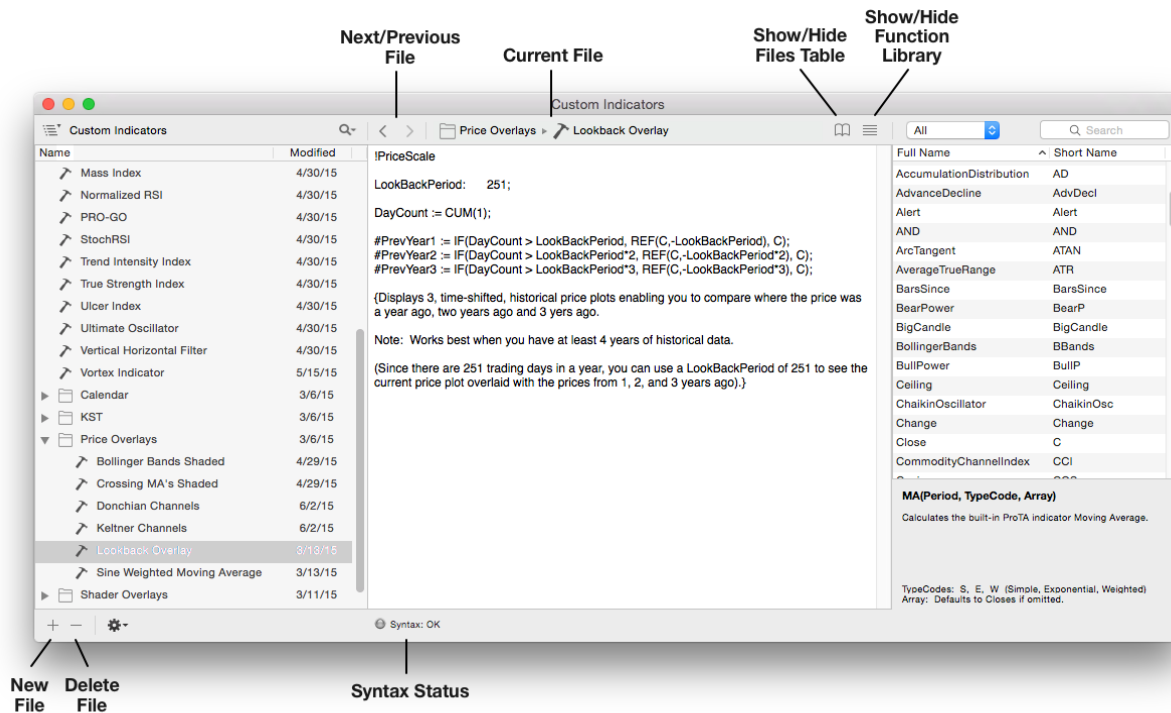 Show/Hide
Function
Library
Next/Previous
File
Current File
Show/Hide
Files Table
Custom Indicators
Custom Indicators
Price Overlays
Lookback Overlay
All
Search
Name Modified
Mass Index 4/30/15
Normalized RSI 4/30/15
PRO-GO 4/30/15
StochRSI 4/30/15
Trend Intensity Index 4/30/15
True Strength Index 4/30/15
Ulcer Index 4/30/15
Ultimate Oscillator 4/30/15
Vertical Horizontal Filter 4/30/15
Vortex Indicator 5/15/15
Calendar 3/6/15
KST 3/6/15
Price Overlays 3/6/15
Bollinger Bands Shaded 4/29/15
Crossing MA's Shaded 4/29/15
Donchian Channels 6/2/15
Keltner Channels 6/2/15
Lookback Overlay 3/13/15
Sine Weighted Moving Average 3/13/15
Shader Overlays 3/11/15
!PriceScale
LookBackPeriod: 251;
DayCount := CUM(1);
#PrevYear1 := IF(DayCount > LookBackPeriod, REF(C,-LookBackPeriod), C);
#PrevYear2 := IF(DayCount > LookBackPeriod*2, REF(C,-LookBackPeriod*2), C);
#PrevYear3 := IF(DayCount > LookBackPeriod*3, REF(C,-LookBackPeriod*3), C);
{Displays 3, time-shifted, historical price plots enabling you to compare where the price was
a year ago, two years ago and 3 yers ago.
Note: Works best when you have at least 4 years of historical data.
(Since there are 251 trading days in a year, you can use a LookBackPeriod of 251 to see the
current price plot overlaid with the prices from 1, 2, and 3 years ago).}
Full Name Short Name
AccumulationDistribution AD
AdvanceDecline AdvDecl
Alert Alert
AND AND
ArcTangent ATAN
AverageTrueRange ATR
BarsSince BarsSince
BearPower BearP
BigCandle BigCandle
BollingerBands BBands
BullPower BullP
Ceiling Ceiling
ChaikinOscillator ChaikinOsc
Change Change
Close C
CommodityChannelIndex CCI
MA(Period, TypeCode, Array)
Calculates the built-in ProTA indicator Moving Average.
TypeCodes: S, E, W (Simple, Exponential, Weighted)
Array: Defaults to Closes if omitted.
Syntax: OK
New
File
Delete
File
Syntax Status